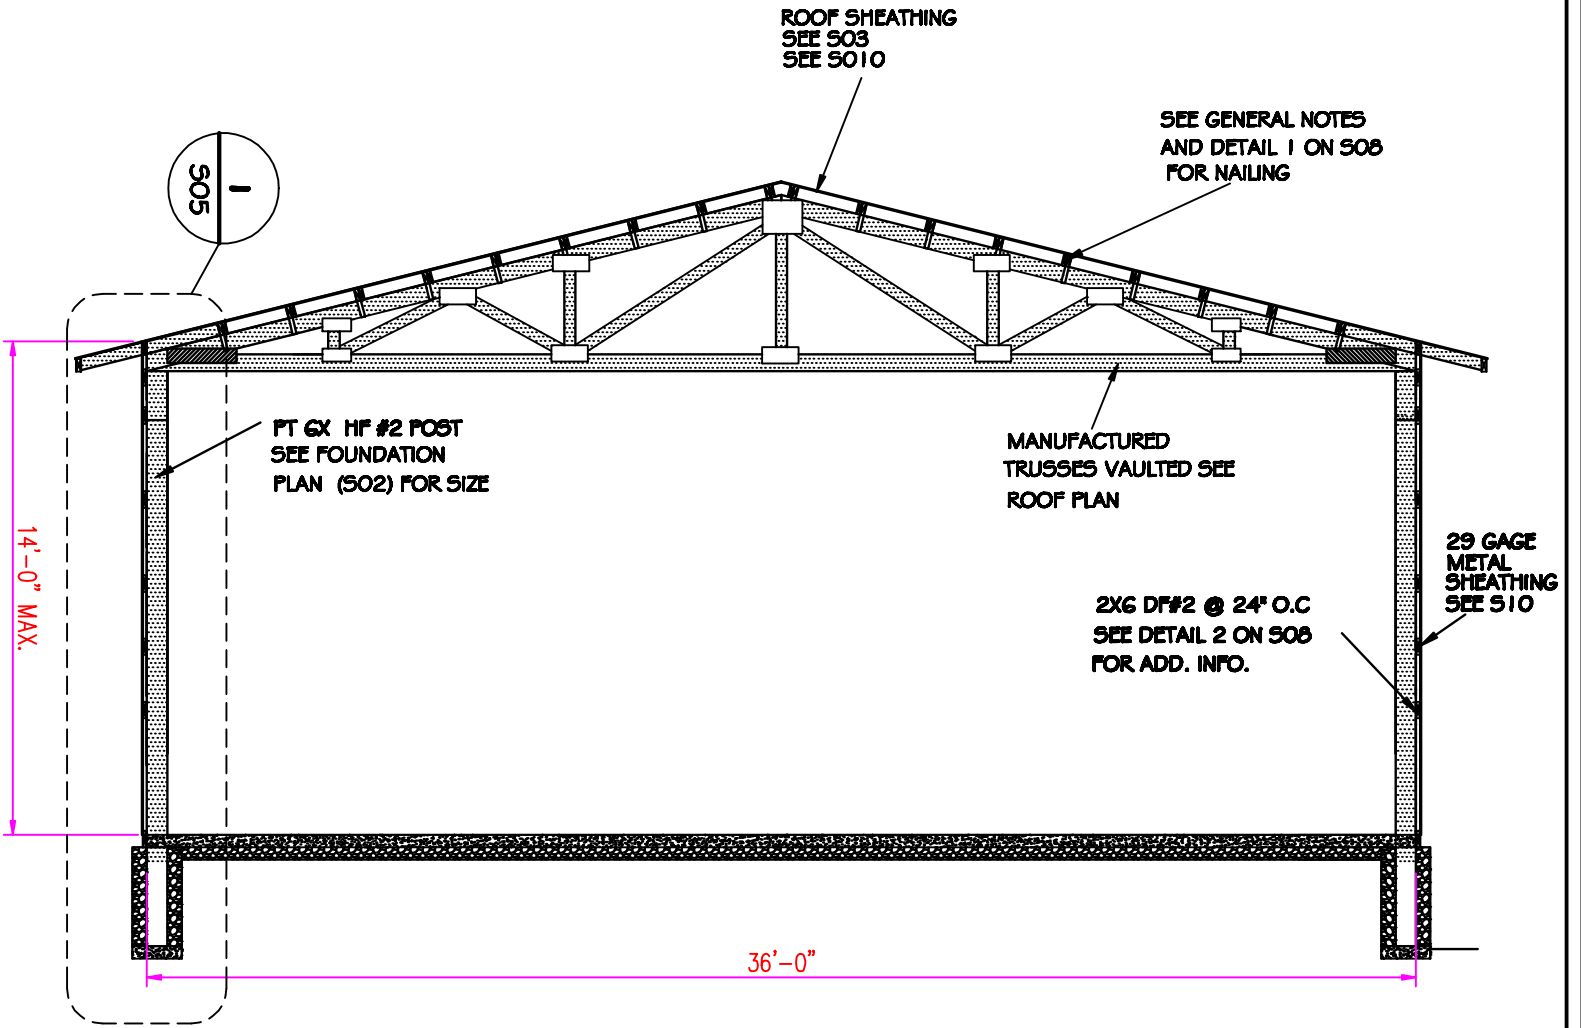 ROOF SHEATHING
SEE S03
SEE S010
SEE GENERAL NOTES
AND DETAIL 1 ON S08
FOR NAILING
1
S05
PT 6X HF #2 POST
SEE FOUNDATION
PLAN (S02) FOR SIZE
MANUFACTURED
TRUSSES VAULTED SEE
ROOF PLAN
29 GAGE
METAL
SHEATHING
SEE S10
2X6 DF#2 @ 24" O.C
SEE DETAIL 2 ON S08
FOR ADD. INFO.
14'-0" MAX.
36'-0"